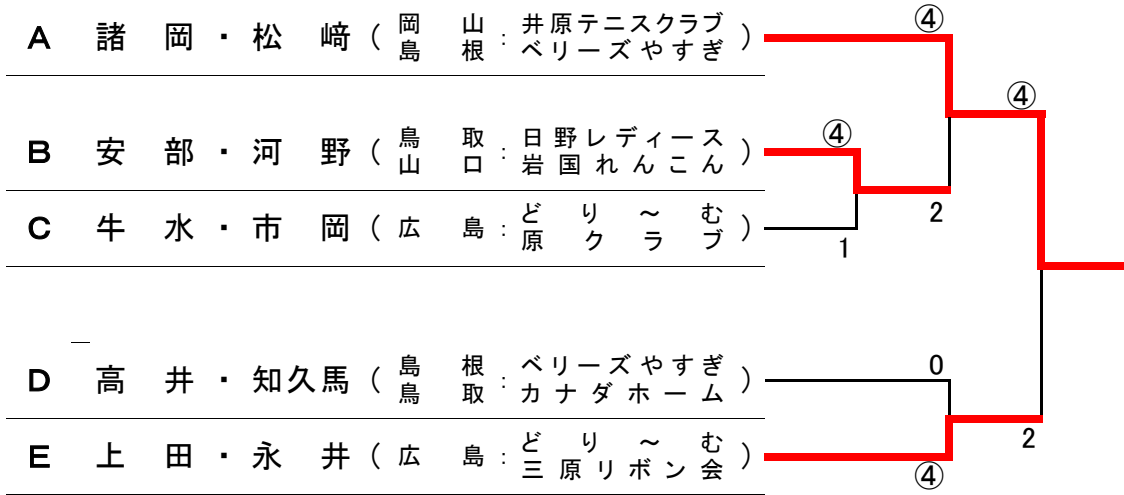 ④
A 諸岡・松﨑 ( 岡山 : 井原テニスクラブ
島根 : ベリーズやすぎ )
④
B 安部・河野 ( 鳥取 : 日野レディース
山口 : 岩国れんこん )
④
2
C 牛水・市岡 ( 広島 : どり～む
原クラブ )
1
D 高井・知久馬 ( 島根 : ベリーズやすぎ
鳥取 : カナダホーム )
0
2
E 上田・永井 ( 広島 : どり～む
三原リボン会 )
④